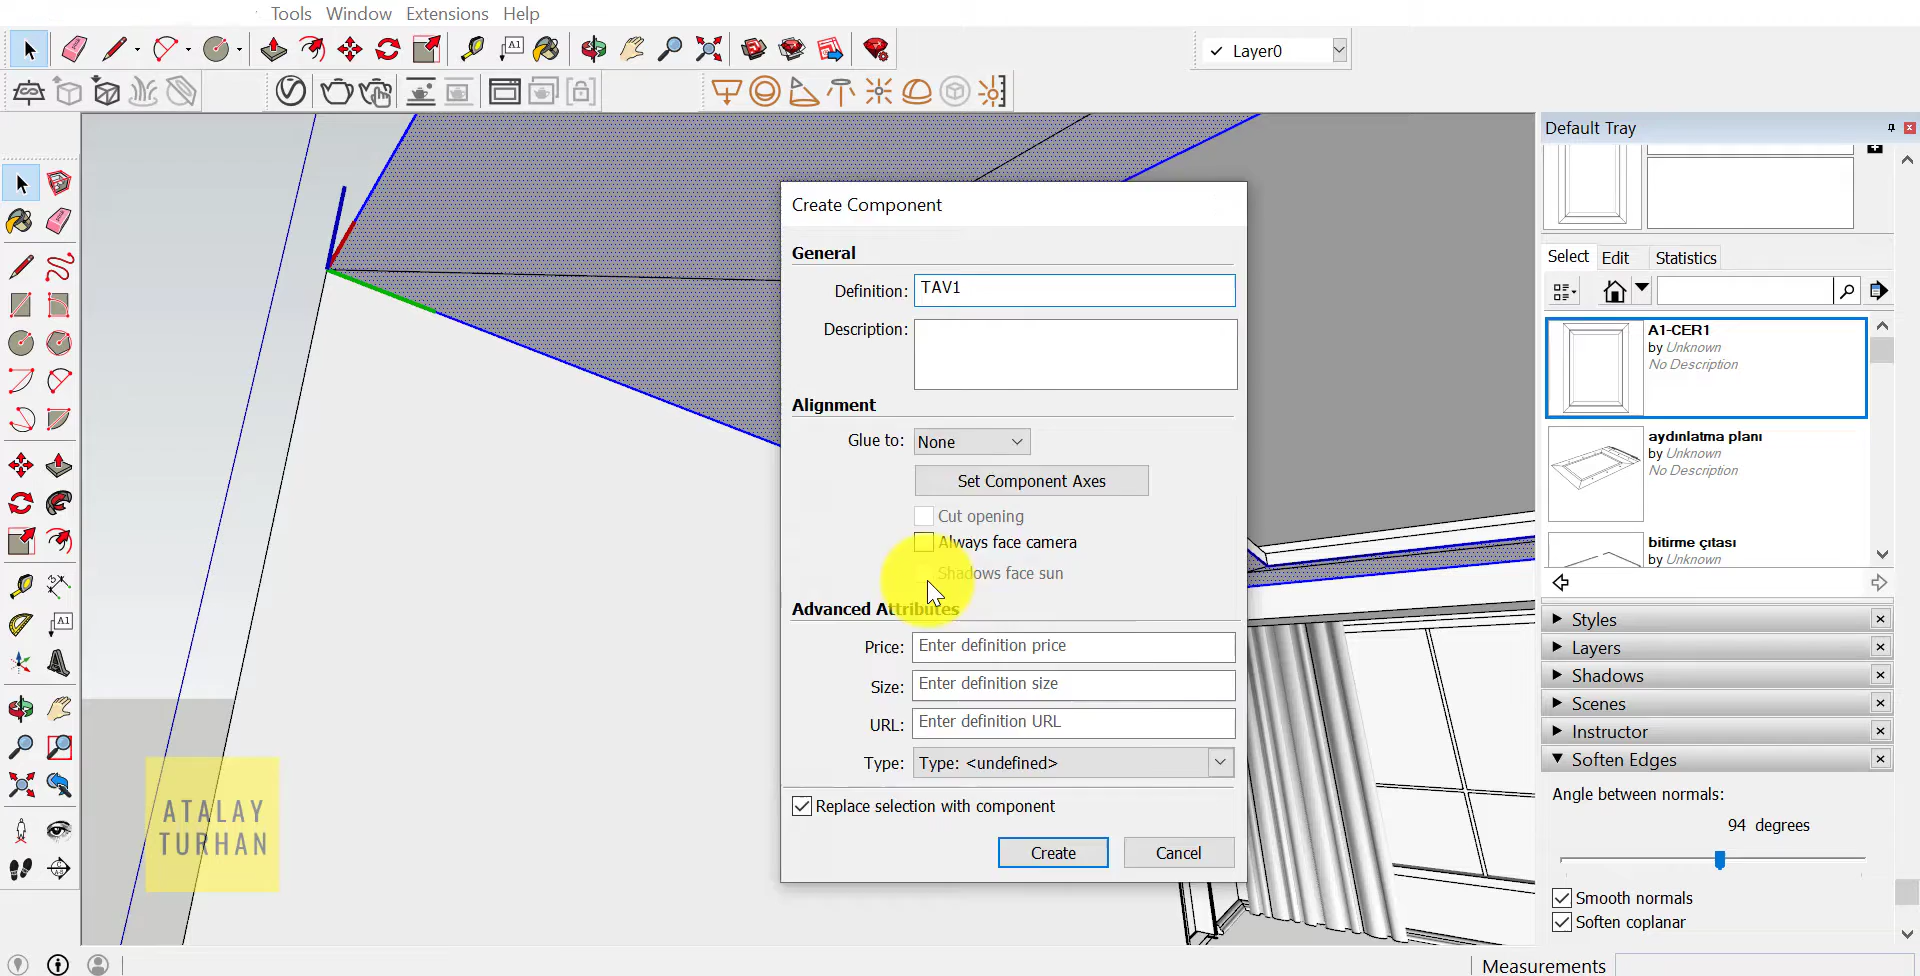 Tools Window Extensions Help
A1
Layer0
Default Tray
Create Component
General
Definition: TAV1
Description:
Alignment
Glue to: None
Set Component Axes
Cut opening
Always face camera
Shadows face sun
Advanced Attributes
Price: Enter definition price
Size: Enter definition size
URL: Enter definition URL
Type: Type: <undefined>
Replace selection with component
Create Cancel
Select Edit Statistics
A1-CER1
by Unknown
No Description
aydınlatma planı
by Unknown
No Description
bitirme çıtası
by Unknown
Styles
Layers
Shadows
Scenes
Instructor
Soften Edges
Angle between normals:
94 degrees
Smooth normals
Soften coplanar
A1
ATALAY
TURHAN
Measurements